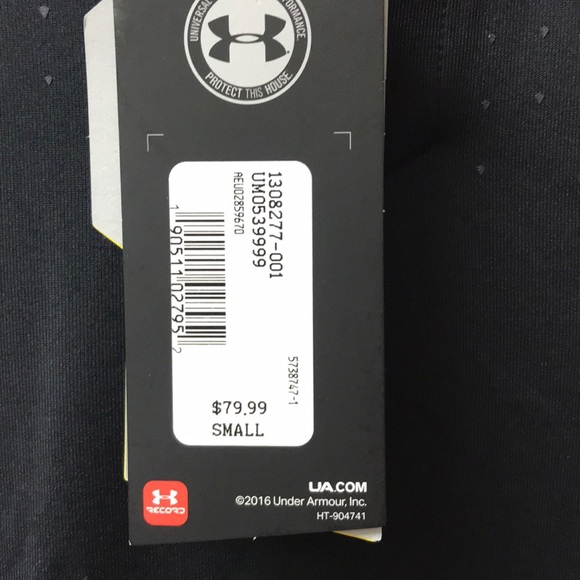 UNIVERSAL
PERFORMANCE.
PROTECT THIS HOUSE.
1308277-001
UM0539999
AEU02859670
1 90511 02795 2
5738747-1
$79.99
SMALL
RECORD
UA.COM
©2016 Under Armour, Inc.
HT-904741